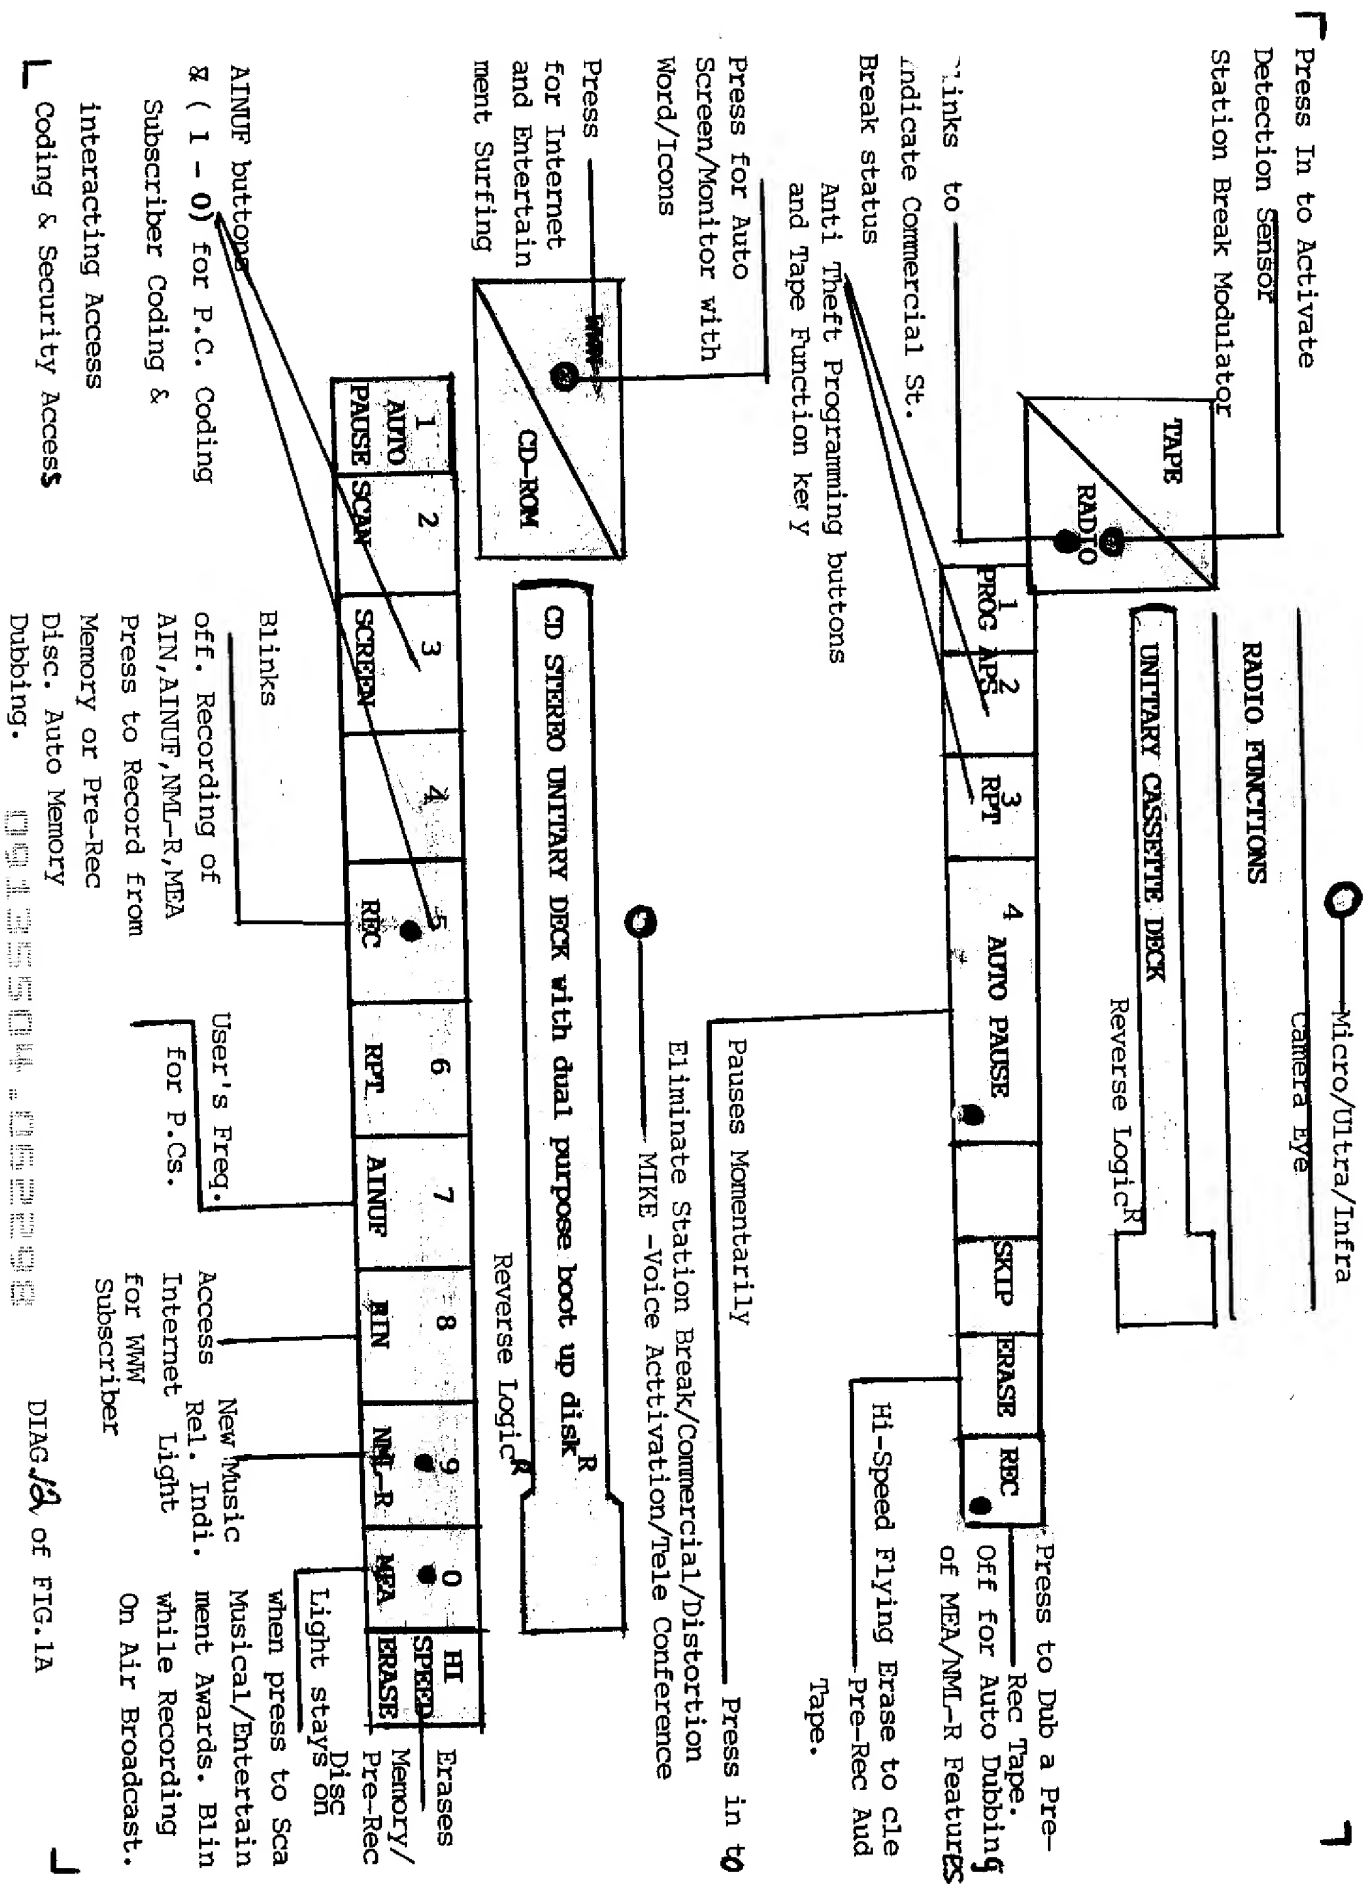 Micro/Ultra/Infra
Camera Eye
Press In to Activate
Detection Sensor
Station Break Modulator
RADIO FUNCTIONS
TAPE
RADIO
UNITARY CASSETTE DECK
Reverse Logic R
Blinks to
indicate Commercial St.
Break status
1
PROG
2
APS
3
RPT
4 AUTO PAUSE
SKIP
ERASE
REC
Press to Dub a Pre-
Rec Tape.
Off for Auto Dubbing
of MEA/NML-R Features
Anti Theft Programming buttons
and Tape Function key
Hi-Speed Flying Erase to cle
Pre-Rec Aud
Tape.
Press for Auto
Screen/Monitor with
Word/Icons
Pauses Momentarily
Press in to
Eliminate Station Break/Commercial/Distortion
MIKE -Voice Acttivation/Tele Conference
Press
for Internet
and Entertain
ment Surfing
WWW
CD-ROM
CD STEREO UNITARY DECK with dual purpose boot up disk R
Reverse Logic R
1
AUTO
PAUSE
2
SCAN
3
SCREEN
4
5
REC
6
RPT
7
AINUF
8
BIN
9
NML-R
0
MEA
HI
SPEED
ERASE
AINUF buttons
& ( 1 - 0) for P.C. Coding
Subscriber Coding &
interacting Access
Coding & Security Access
Blinks
off. Recording of
AIN,AINUF,NML-R,MEA
Press to Record from
Memory or Pre-Rec
Disc. Auto Memory
Dubbing.
User's Freq.
for P.Cs.
Access
Internet
for WWW
Subscriber
New Music
Rel. Indi.
Light
Light stays on
when press to Sca
Musical/Entertain
ment Awards. Blin
while Recording
On Air Broadcast.
Erases
Memory/
Pre-Rec
Disc
09135504.052298
DIAG.12 of FIG.1A